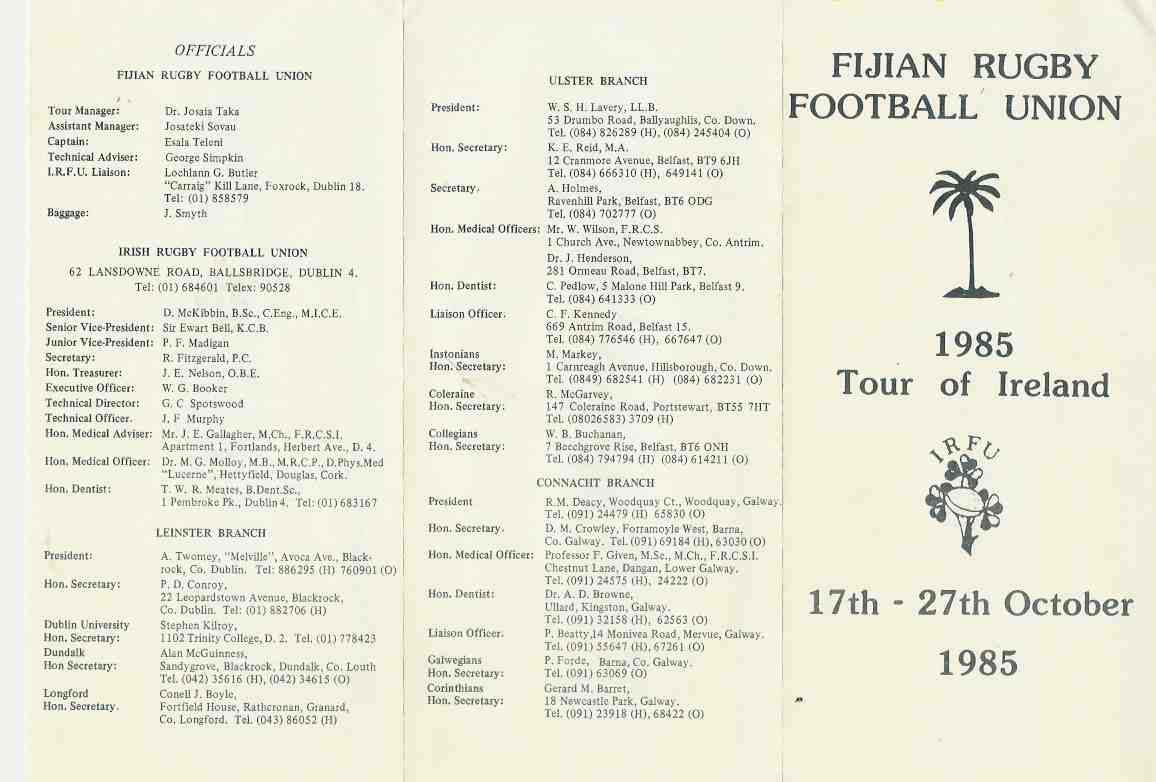 OFFICIALS
FIJIAN RUGBY FOOTBALL UNION
Tour Manager: Dr. Josaia Taka
Assistant Manager: Josateki Sovau
Captain: Esala Teleni
Technical Adviser: George Simpkin
I.R.F.U. Liaison: Lochlann G. Butler
"Carraig" Kill Lane, Foxrock, Dublin 18.
Tel: (01) 858579
Baggage: J. Smyth
IRISH RUGBY FOOTBALL UNION
62 LANSDOWNE ROAD, BALLSBRIDGE, DUBLIN 4.
Tel: (01) 684601 Telex: 90528
President: D. McKibbin, B.Sc., C.Eng., M.I.C.E.
Senior Vice-President: Sir Ewart Bell, K.C.B.
Junior Vice-President: P. F. Madigan
Secretary: R. Fitzgerald, P.C.
Hon. Treasurer: J. E. Nelson, O.B.E.
Executive Officer: W. G. Booker
Technical Director: G. C. Spotswood
Technical Officer. J. F Murphy
Hon. Medical Adviser: Mr. J. E. Gallagher, M.Ch., F.R.C.S.I.
Apartment 1, Fortlands, Herbert Ave., D. 4.
Hon. Medical Officer: Dr. M. G. Molloy, M.B., M.R.C.P., D.Phys.Med
"Lucerne", Hettyfield, Douglas, Cork.
Hon. Dentist: T. W. R. Meates, B.Dent.Sc.,
1 Pembroke Pk., Dublin 4. Tel: (01) 683167
LEINSTER BRANCH
President: A. Twomey, "Melville", Avoca Ave., Black-
rock, Co. Dublin. Tel: 886295 (H) 760901 (O)
Hon. Secretary: P. D. Conroy,
22 Leopardstown Avenue, Blackrock,
Co. Dublin. Tel: (01) 882706 (H)
Dublin University Stephen Kilroy,
Hon. Secretary: 1102 Trinity College, D. 2. Tel. (01) 778423
Dundalk Alan McGuinness,
Hon Secretary: Sandygrove, Blackrock, Dundalk, Co. Louth
Tel. (042) 35616 (H), (042) 34615 (O)
Longford Conell J. Boyle,
Hon. Secretary. Fortfield House, Rathcronan, Granard,
Co. Longford. Tel. (043) 86052 (H)
ULSTER BRANCH
President: W. S. H. Lavery, LL.B.
53 Drumbo Road, Ballyaughlis, Co. Down.
Tel. (084) 826289 (H), (084) 245404 (O)
Hon. Secretary: K. E. Reid, M.A.
12 Cranmore Avenue, Belfast, BT9 6JH
Tel. (084) 666310 (H), 649141 (O)
Secretary. A. Holmes,
Ravenhill Park, Belfast, BT6 ODG
Tel. (084) 702777 (O)
Hon. Medical Officers: Mr. W. Wilson, F.R.C.S.
1 Church Ave., Newtownabbey, Co. Antrim.
Dr. J. Henderson,
281 Ormeau Road, Belfast, BT7.
Hon. Dentist: C. Pedlow, 5 Malone Hill Park, Belfast 9.
Tel. (084) 641333 (O)
Liaison Officer. C. F. Kennedy
669 Antrim Road, Belfast 15.
Tel. (084) 776546 (H), 667647 (O)
Instonians M. Markey,
Hon. Secretary: 1 Carnreagh Avenue, Hillsborough, Co. Down.
Tel. (0849) 682541 (H) (084) 682231 (O)
Coleraine R. McGarvey,
Hon. Secretary: 147 Coleraine Road, Portstewart, BT55 7HT
Tel. (08026583) 3709 (H)
Collegians W. B. Buchanan,
Hon. Secretary: 7 Beechgrove Rise, Belfast, BT6 ONH
Tel. (084) 794794 (H) (084) 614211 (O)
CONNACHT BRANCH
President R.M. Deacy, Woodquay Ct., Woodquay, Galway.
Tel. (091) 24479 (H) 65830 (O)
Hon. Secretary. D. M. Crowley, Forramoyle West, Barna,
Co. Galway. Tel. (091) 69184 (H), 63030 (O)
Hon. Medical Officer: Professor F. Given, M.Sc., M.Ch., F.R.C.S.I.
Chestnut Lane, Dangan, Lower Galway.
Tel. (091) 24575 (H), 24222 (O)
Hon. Dentist: Dr. A. D. Browne,
Ullard, Kingston, Galway.
Tel. (091) 32158 (H), 62563 (O)
Liaison Officer. P. Beatty,14 Monivea Road, Mervue, Galway.
Tel. (091) 55647 (H), 67261 (O)
Galwegians P. Forde, Barna, Co. Galway.
Hon. Secretary: Tel. (091) 63069 (O)
Corinthians Gerard M. Barret,
Hon. Secretary: 18 Newcastle Park, Galway.
Tel. (091) 23918 (H), 68422 (O)
FIJIAN RUGBY
FOOTBALL UNION
1985
Tour of Ireland
IRFU
17th - 27th October
1985